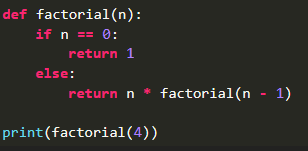 def factorial(n):
    if n == 0:
        return 1
    else:
        return n * factorial(n - 1)

print(factorial(4))